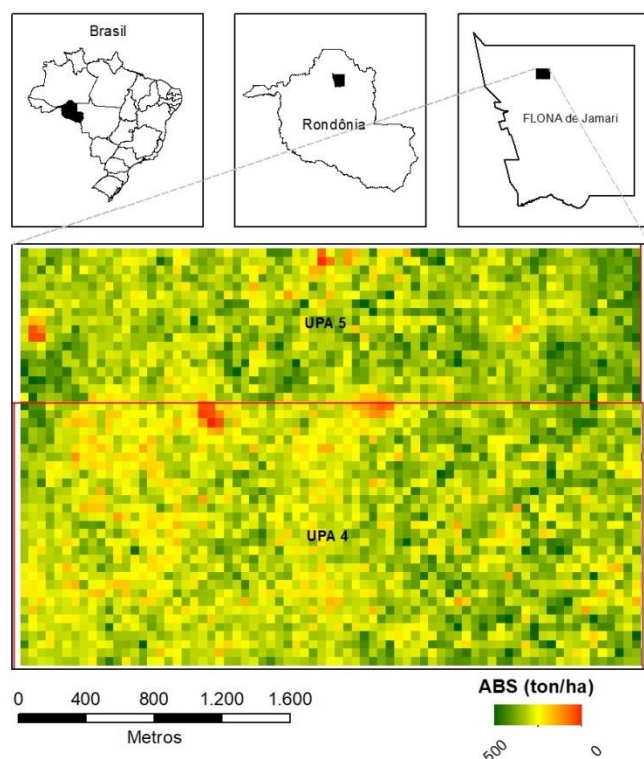 Brasil
Rondônia
FLONA de Jamari
UPA 5
UPA 4
0 400 800 1.200 1.600
Metros
ABS (ton/ha)
500 0